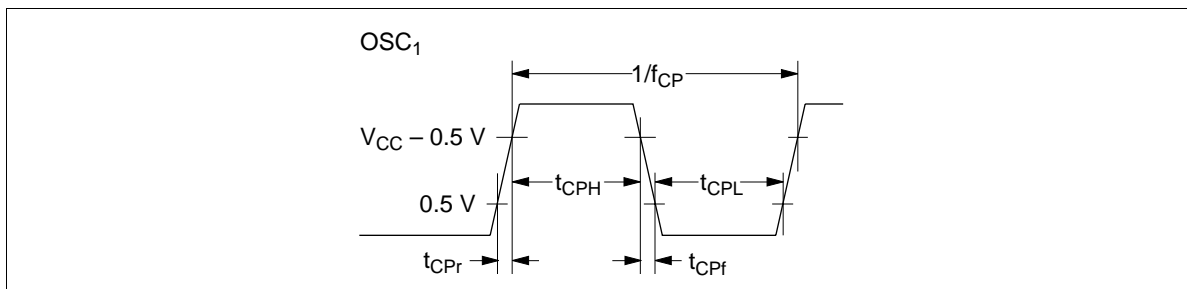 OSC1
1/fCP
VCC – 0.5 V
tCPH
tCPL
0.5 V
tCPr
tCPf